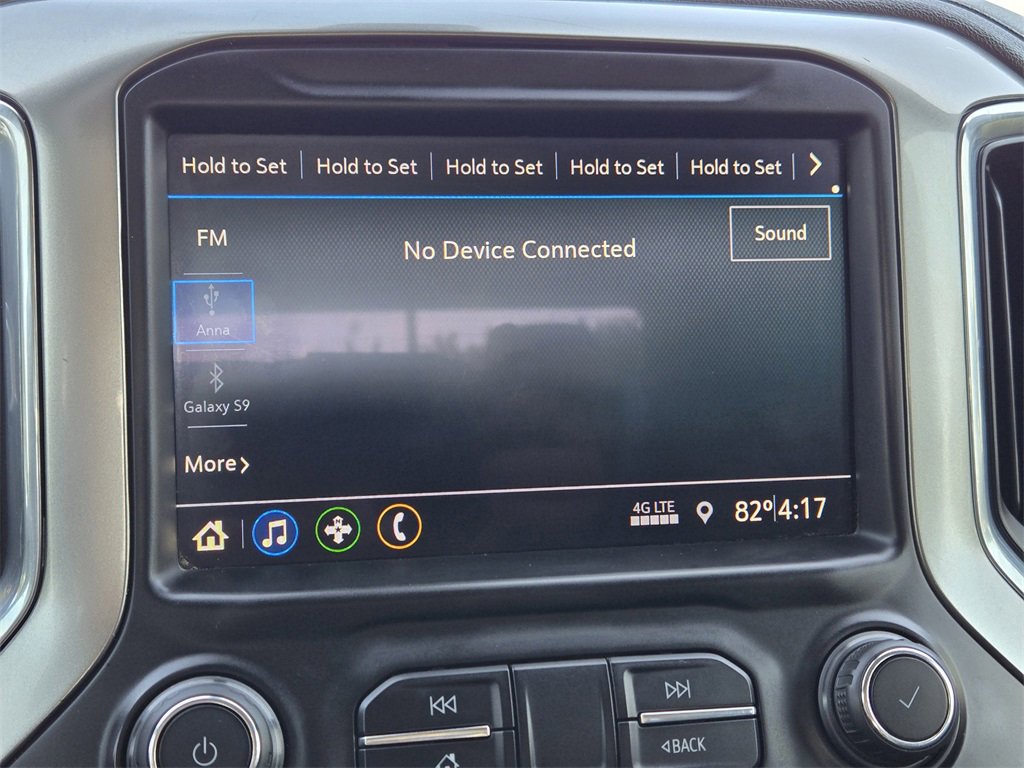 Hold to Set Hold to Set Hold to Set Hold to Set Hold to Set >
FM
No Device Connected
Sound
Anna
Galaxy S9
More >
4G LTE
82° 4:17
BACK